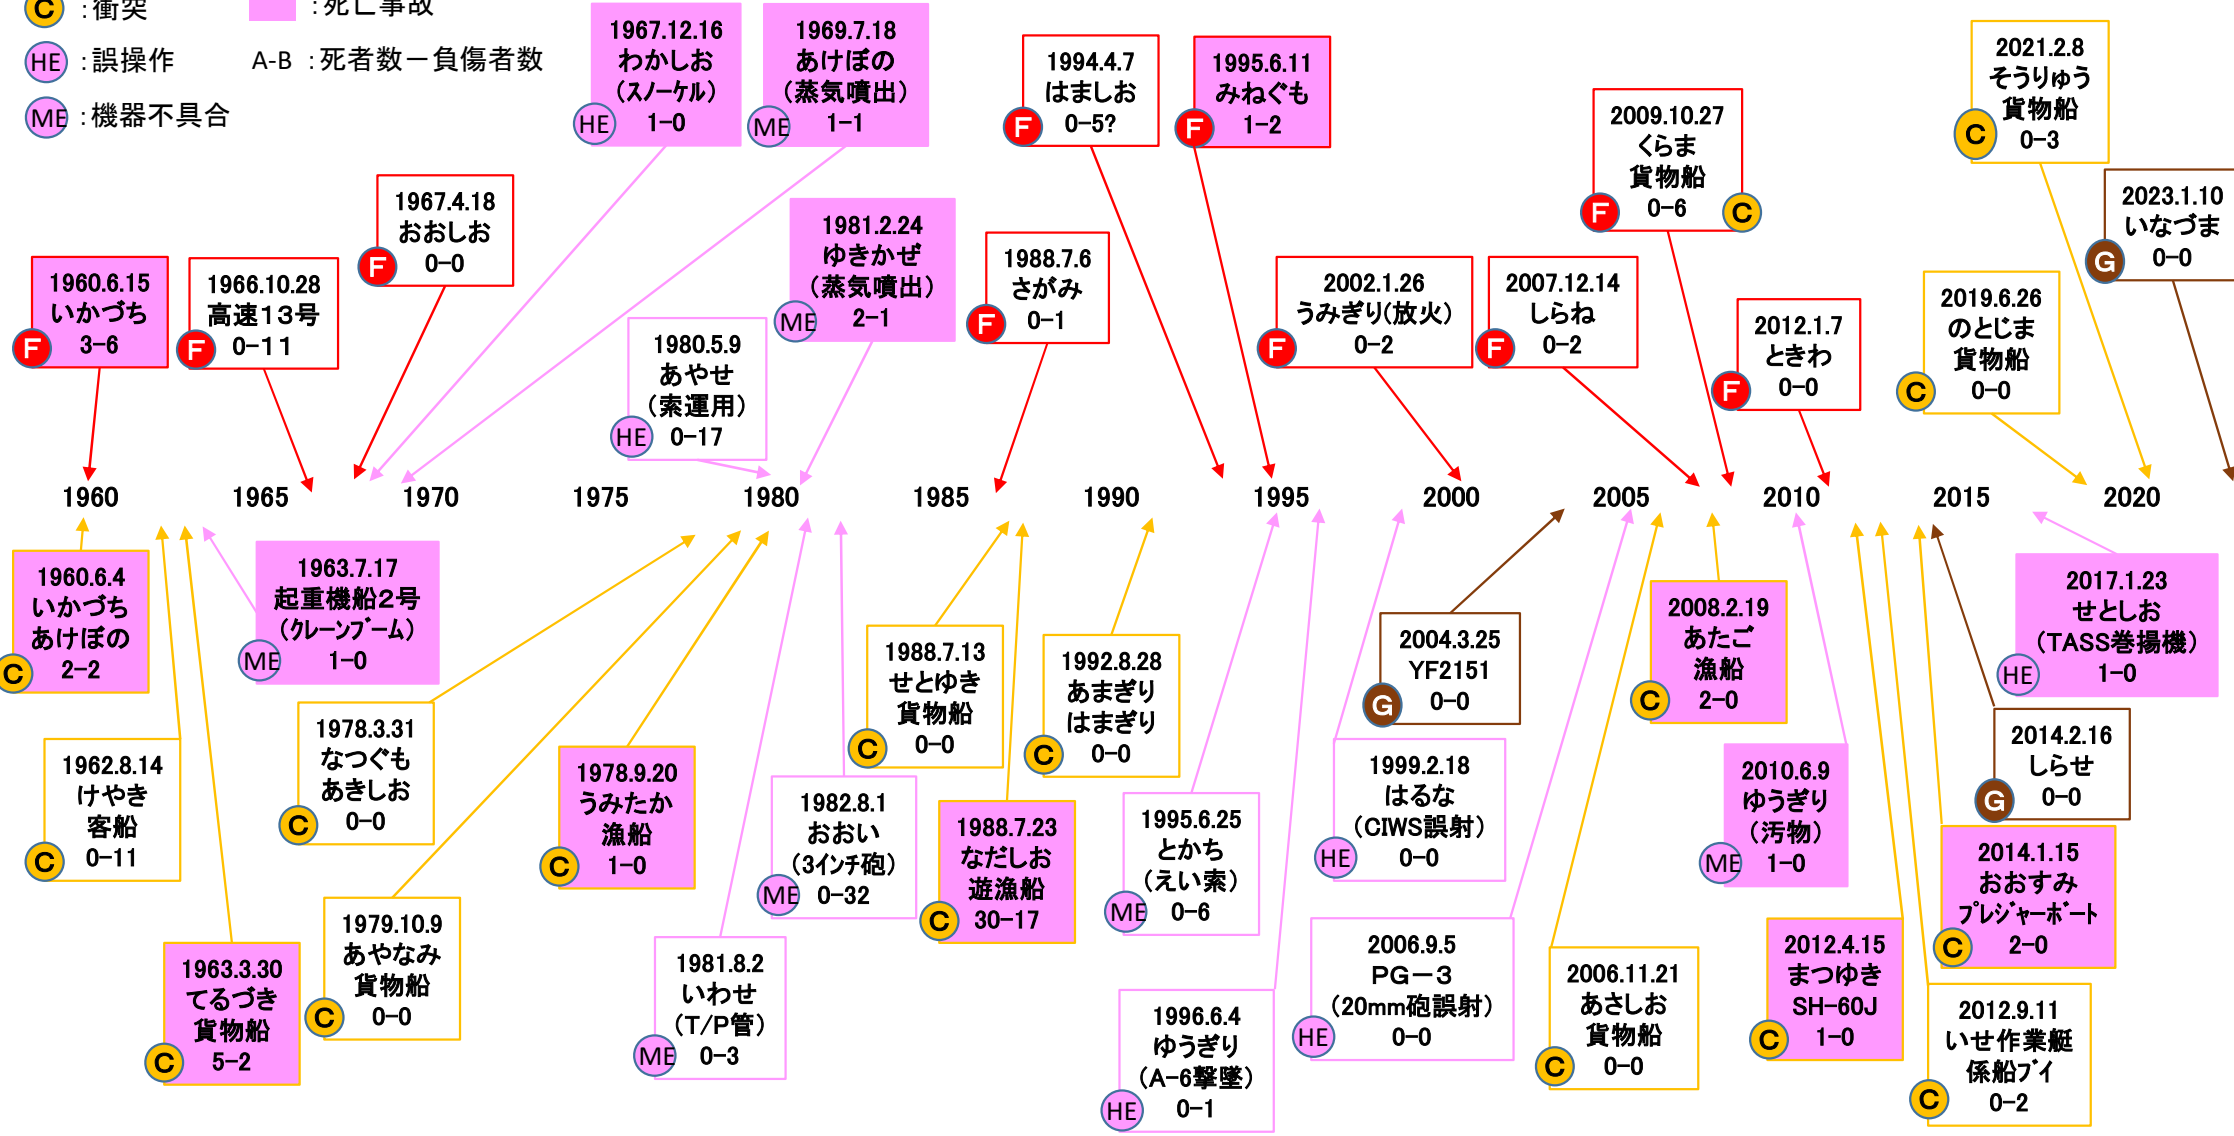 C :衝突
:死亡事故
HE :誤操作
A-B :死者数－負傷者数
ME :機器不具合
1967.12.16
わかしお
(スノーケル)
1-0
HE
1969.7.18
あけぼの
(蒸気噴出)
1-1
ME
1994.4.7
はましお
0-5?
F
1995.6.11
みねぐも
1-2
F
2009.10.27
くらま
貨物船
0-6
F
C
2021.2.8
そうりゅう
貨物船
0-3
C
2023.1.10
いなづま
0-0
G
1960.6.15
いかづち
3-6
F
1966.10.28
高速13号
0-11
F
1967.4.18
おおしお
0-0
F
1980.5.9
あやせ
(索運用)
0-17
HE
1981.2.24
ゆきかぜ
(蒸気噴出)
2-1
ME
1988.7.6
さがみ
0-1
F
2002.1.26
うみぎり(放火)
0-2
F
2007.12.14
しらね
0-2
F
2012.1.7
ときわ
0-0
F
2019.6.26
のとじま
貨物船
0-0
C
1960 1965 1970 1975 1980 1985 1990 1995 2000 2005 2010 2015 2020
1960.6.4
いかづち
あけぼの
2-2
C
1963.7.17
起重機船2号
(クレーンブーム)
1-0
ME
1962.8.14
けやき
客船
0-11
C
1963.3.30
てるづき
貨物船
5-2
C
1978.3.31
なつぐも
あきしお
0-0
C
1979.10.9
あやなみ
貨物船
0-0
C
1978.9.20
うみたか
漁船
1-0
C
1981.8.2
いわせ
(T/P管)
0-3
ME
1982.8.1
おおい
(3インチ砲)
0-32
ME
1988.7.13
せとゆき
貨物船
0-0
C
1988.7.23
なだしお
遊漁船
30-17
C
1992.8.28
あまぎり
はまぎり
0-0
C
1995.6.25
とかち
(えい索)
0-6
ME
1996.6.4
ゆうぎり
(A-6撃墜)
0-1
HE
1999.2.18
はるな
(CIWS誤射)
0-0
HE
2004.3.25
YF2151
0-0
G
2006.9.5
PG－3
(20mm砲誤射)
0-0
HE
2006.11.21
あさしお
貨物船
0-0
C
2008.2.19
あたご
漁船
2-0
C
2010.6.9
ゆうぎり
(汚物)
1-0
ME
2012.4.15
まつゆき
SH-60J
1-0
C
2012.9.11
いせ作業艇
係船ブイ
0-2
C
2014.1.15
おおすみ
プレジャーボート
2-0
C
2014.2.16
しらせ
0-0
G
2017.1.23
せとしお
(TASS巻揚機)
1-0
HE